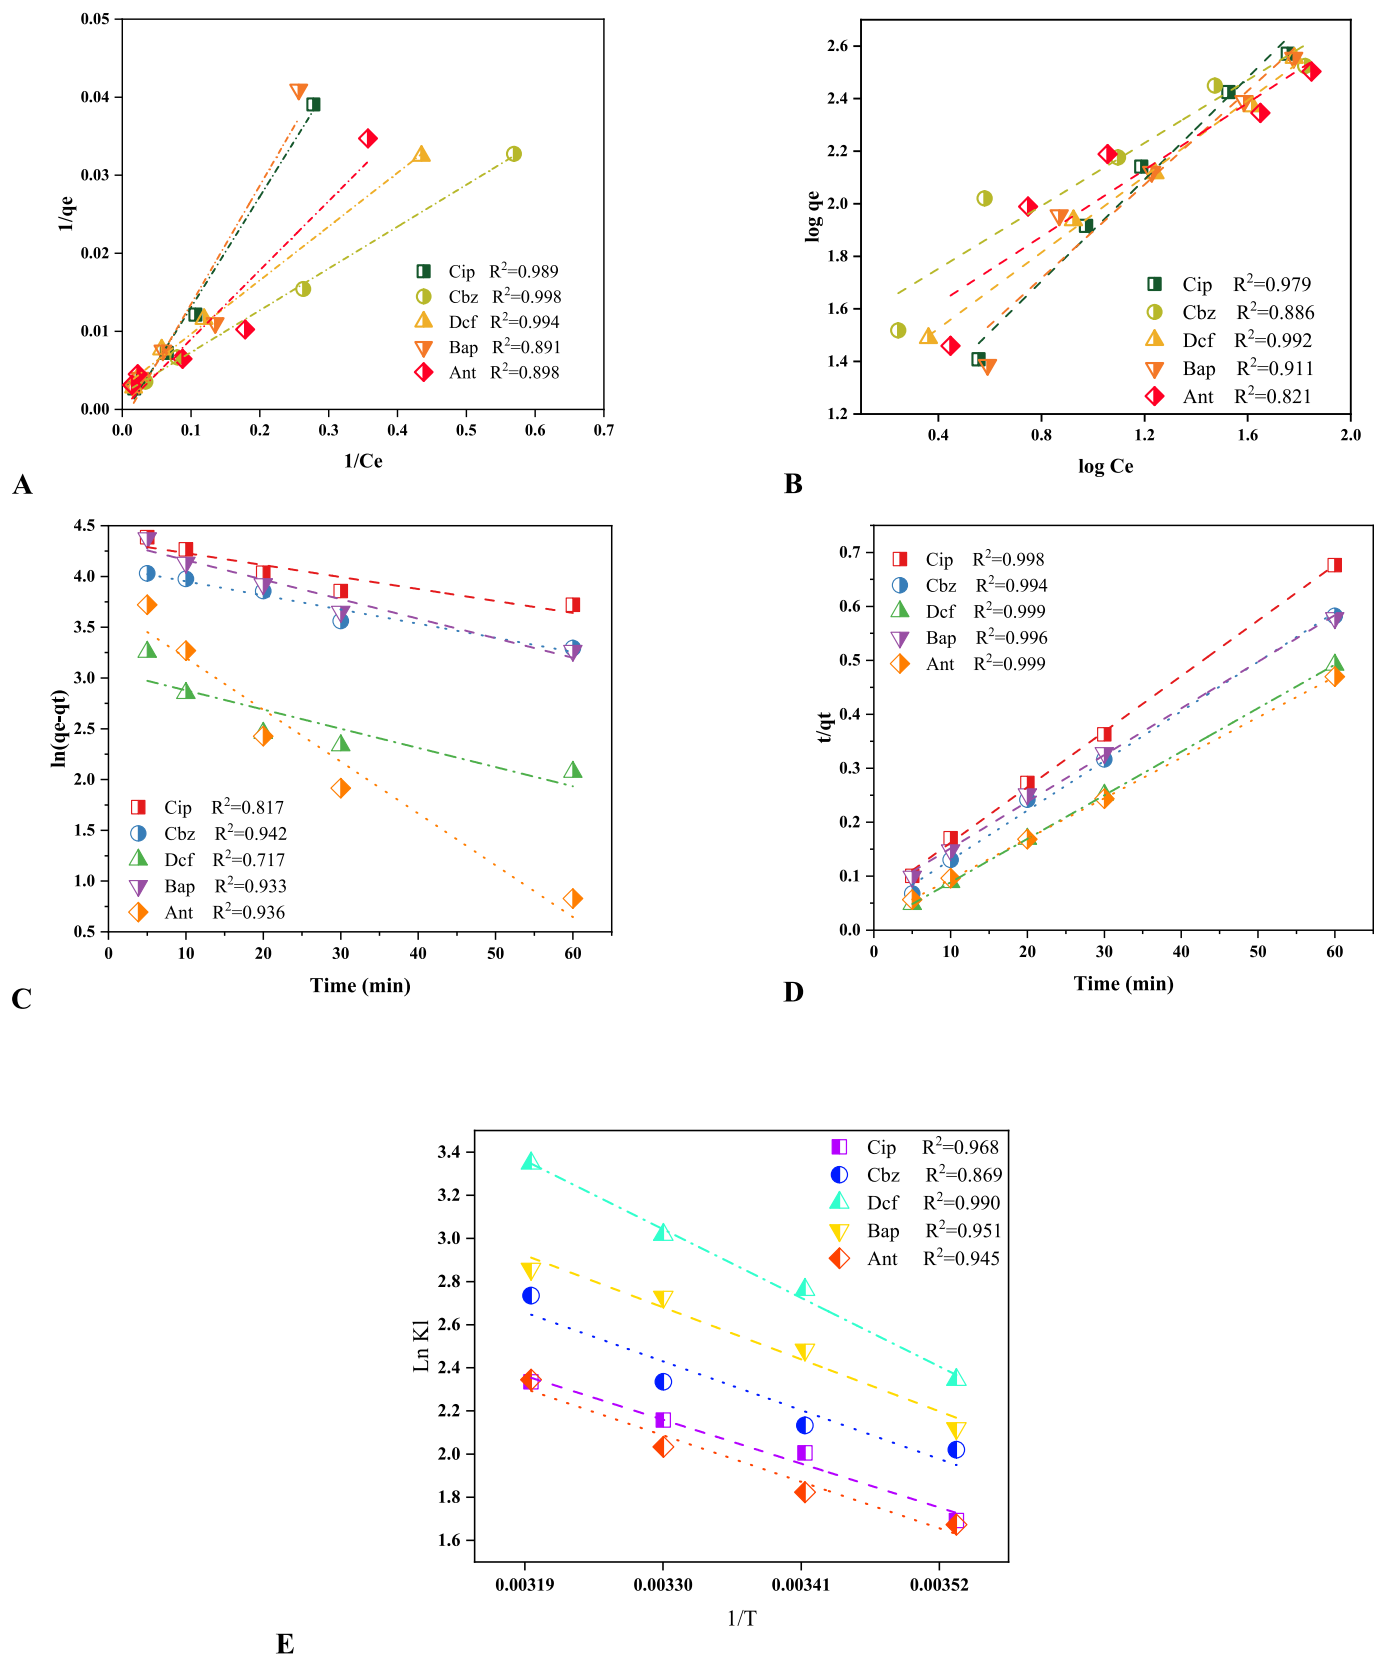 0.05
0.04
0.03
0.02
0.01
0.00
1/qe
Cip R²=0.989
Cbz R²=0.998
Dcf R²=0.994
Bap R²=0.891
Ant R²=0.898
0.0 0.1 0.2 0.3 0.4 0.5 0.6 0.7
1/Ce
A
2.6
2.4
2.2
2.0
1.8
1.6
1.4
1.2
log qe
Cip R²=0.979
Cbz R²=0.886
Dcf R²=0.992
Bap R²=0.911
Ant R²=0.821
0.4 0.8 1.2 1.6 2.0
log Ce
B
4.5
4.0
3.5
3.0
2.5
2.0
1.5
1.0
0.5
ln(qe-qt)
Cip R²=0.817
Cbz R²=0.942
Dcf R²=0.717
Bap R²=0.933
Ant R²=0.936
0 10 20 30 40 50 60
Time (min)
C
0.7
0.6
0.5
0.4
0.3
0.2
0.1
0.0
t/qt
Cip R²=0.998
Cbz R²=0.994
Dcf R²=0.999
Bap R²=0.996
Ant R²=0.999
0 10 20 30 40 50 60
Time (min)
D
3.4
3.2
3.0
2.8
2.6
2.4
2.2
2.0
1.8
1.6
Ln Kl
Cip R²=0.968
Cbz R²=0.869
Dcf R²=0.990
Bap R²=0.951
Ant R²=0.945
0.00319 0.00330 0.00341 0.00352
1/T
E